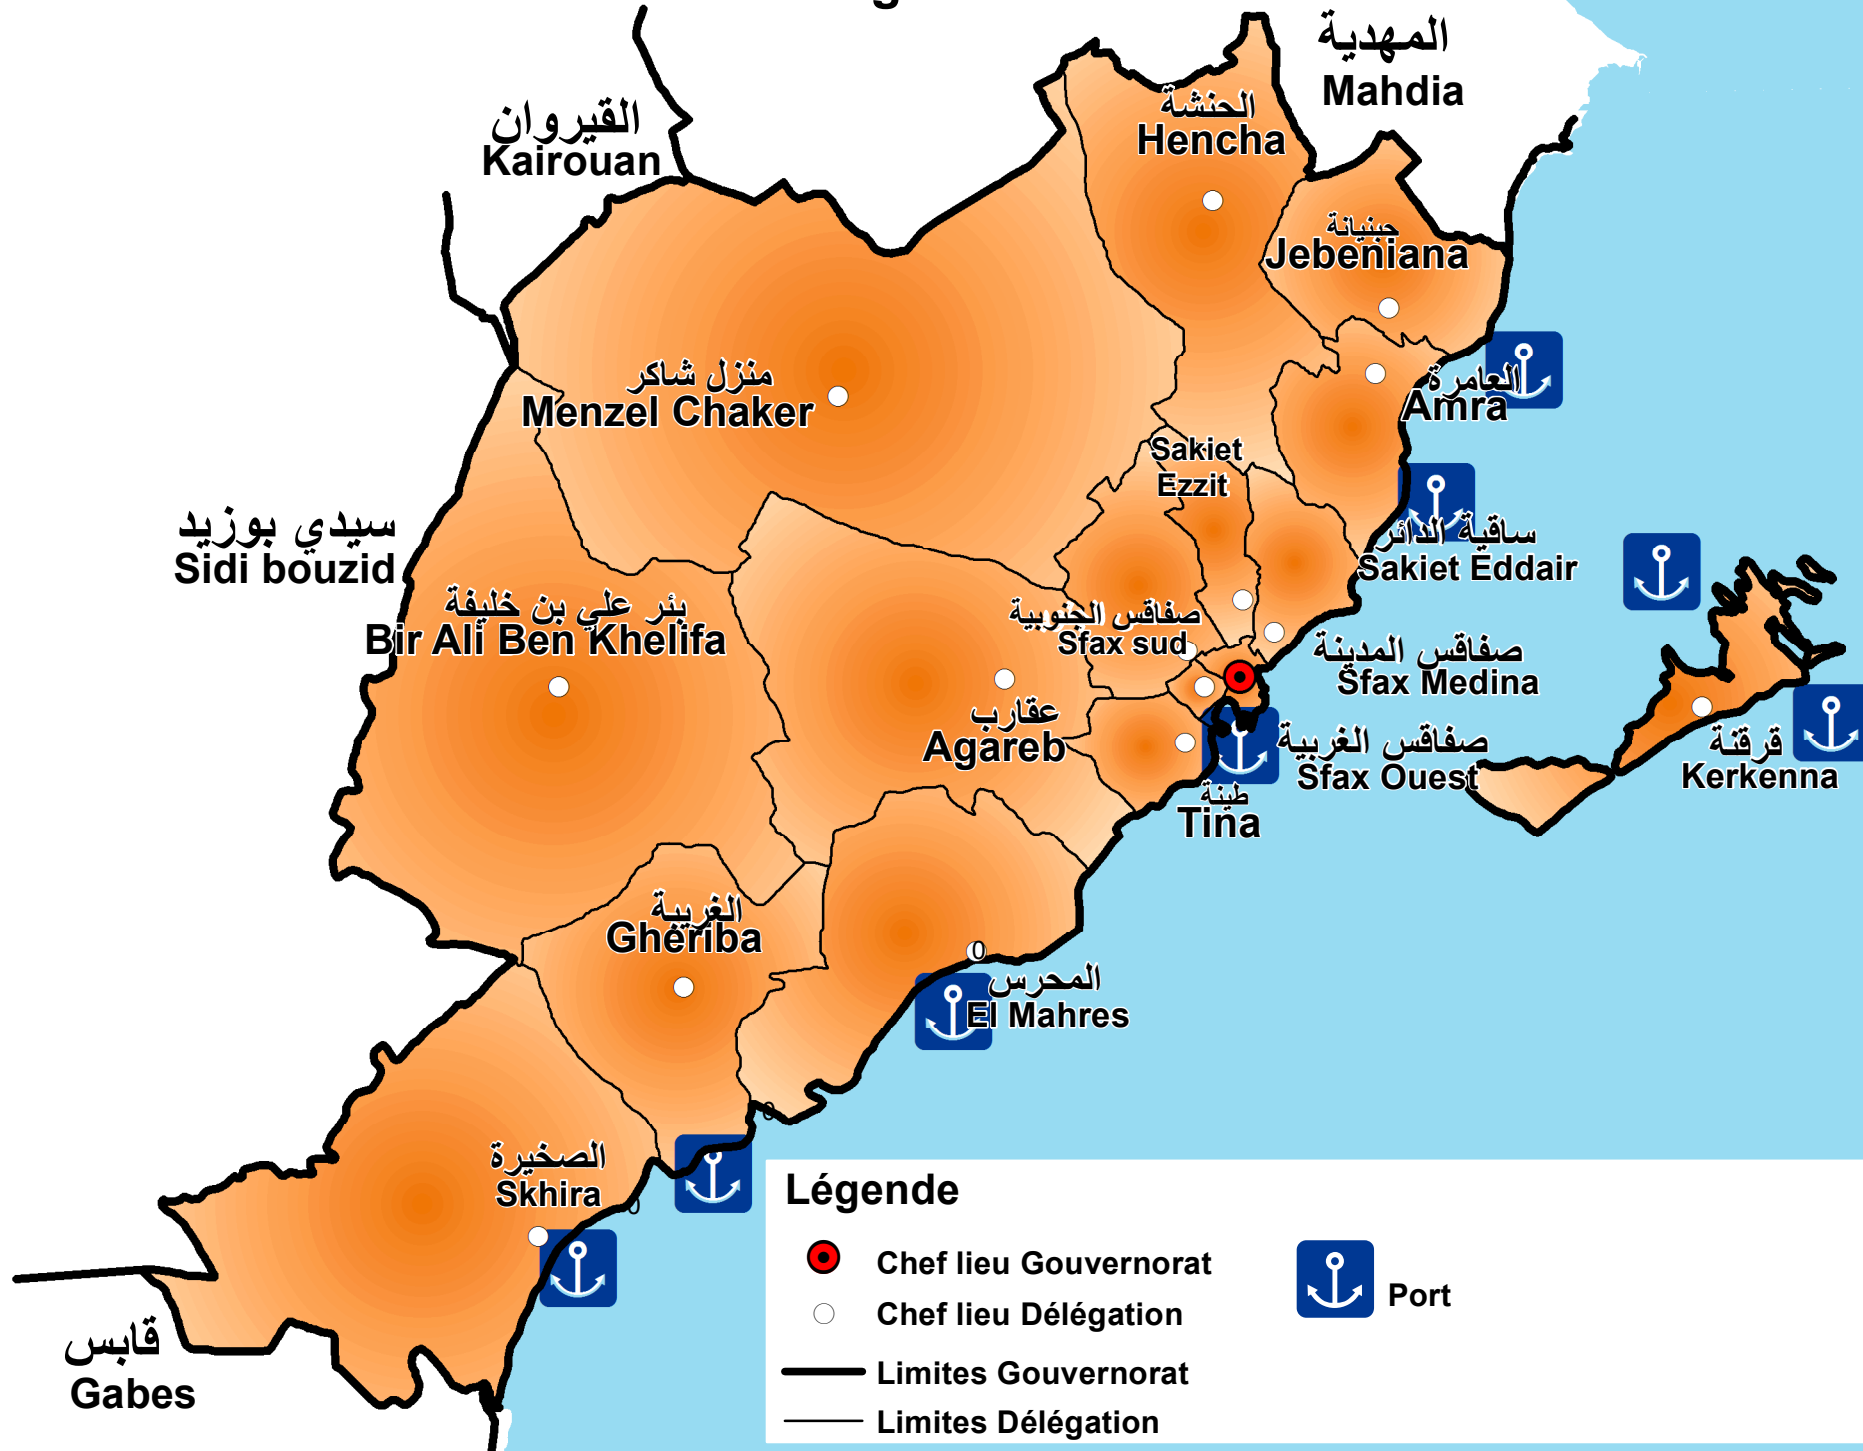 المهدية
Mahdia
القيروان
Kairouan
الحنشة
Hencha
جبنيانة
Jebeniana
منزل شاكر
Menzel Chaker
العامرة
Amra
Sakiet
Ezzit
سيدي بوزيد
Sidi bouzid
ساقية الدائر
Sakiet Eddair
بئر علي بن خليفة
Bir Ali Ben Khelifa
صفاقس الجنوبية
Sfax sud
صفاقس المدينة
Sfax Medina
عقارب
Agareb
صفاقس الغربية
Sfax Ouest
قرقنة
Kerkenna
طينة
Tina
الغريبة
Gheriba
0
المحرس
El Mahres
0
الصخيرة
Skhira
0
قابس
Gabes
Légende
Chef lieu Gouvernorat
Chef lieu Délégation
Port
Limites Gouvernorat
Limites Délégation